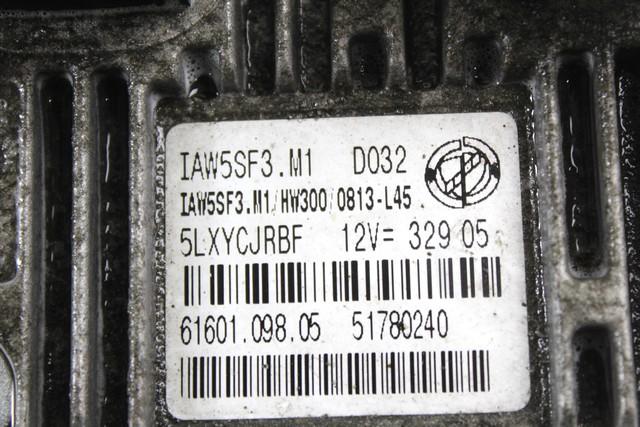 IAW5SF3.M1 D032
IAW5SF3.M1/HW300/0813-L45
5LXYCJRBF 12V= 329 05
61601.098.05 51780240